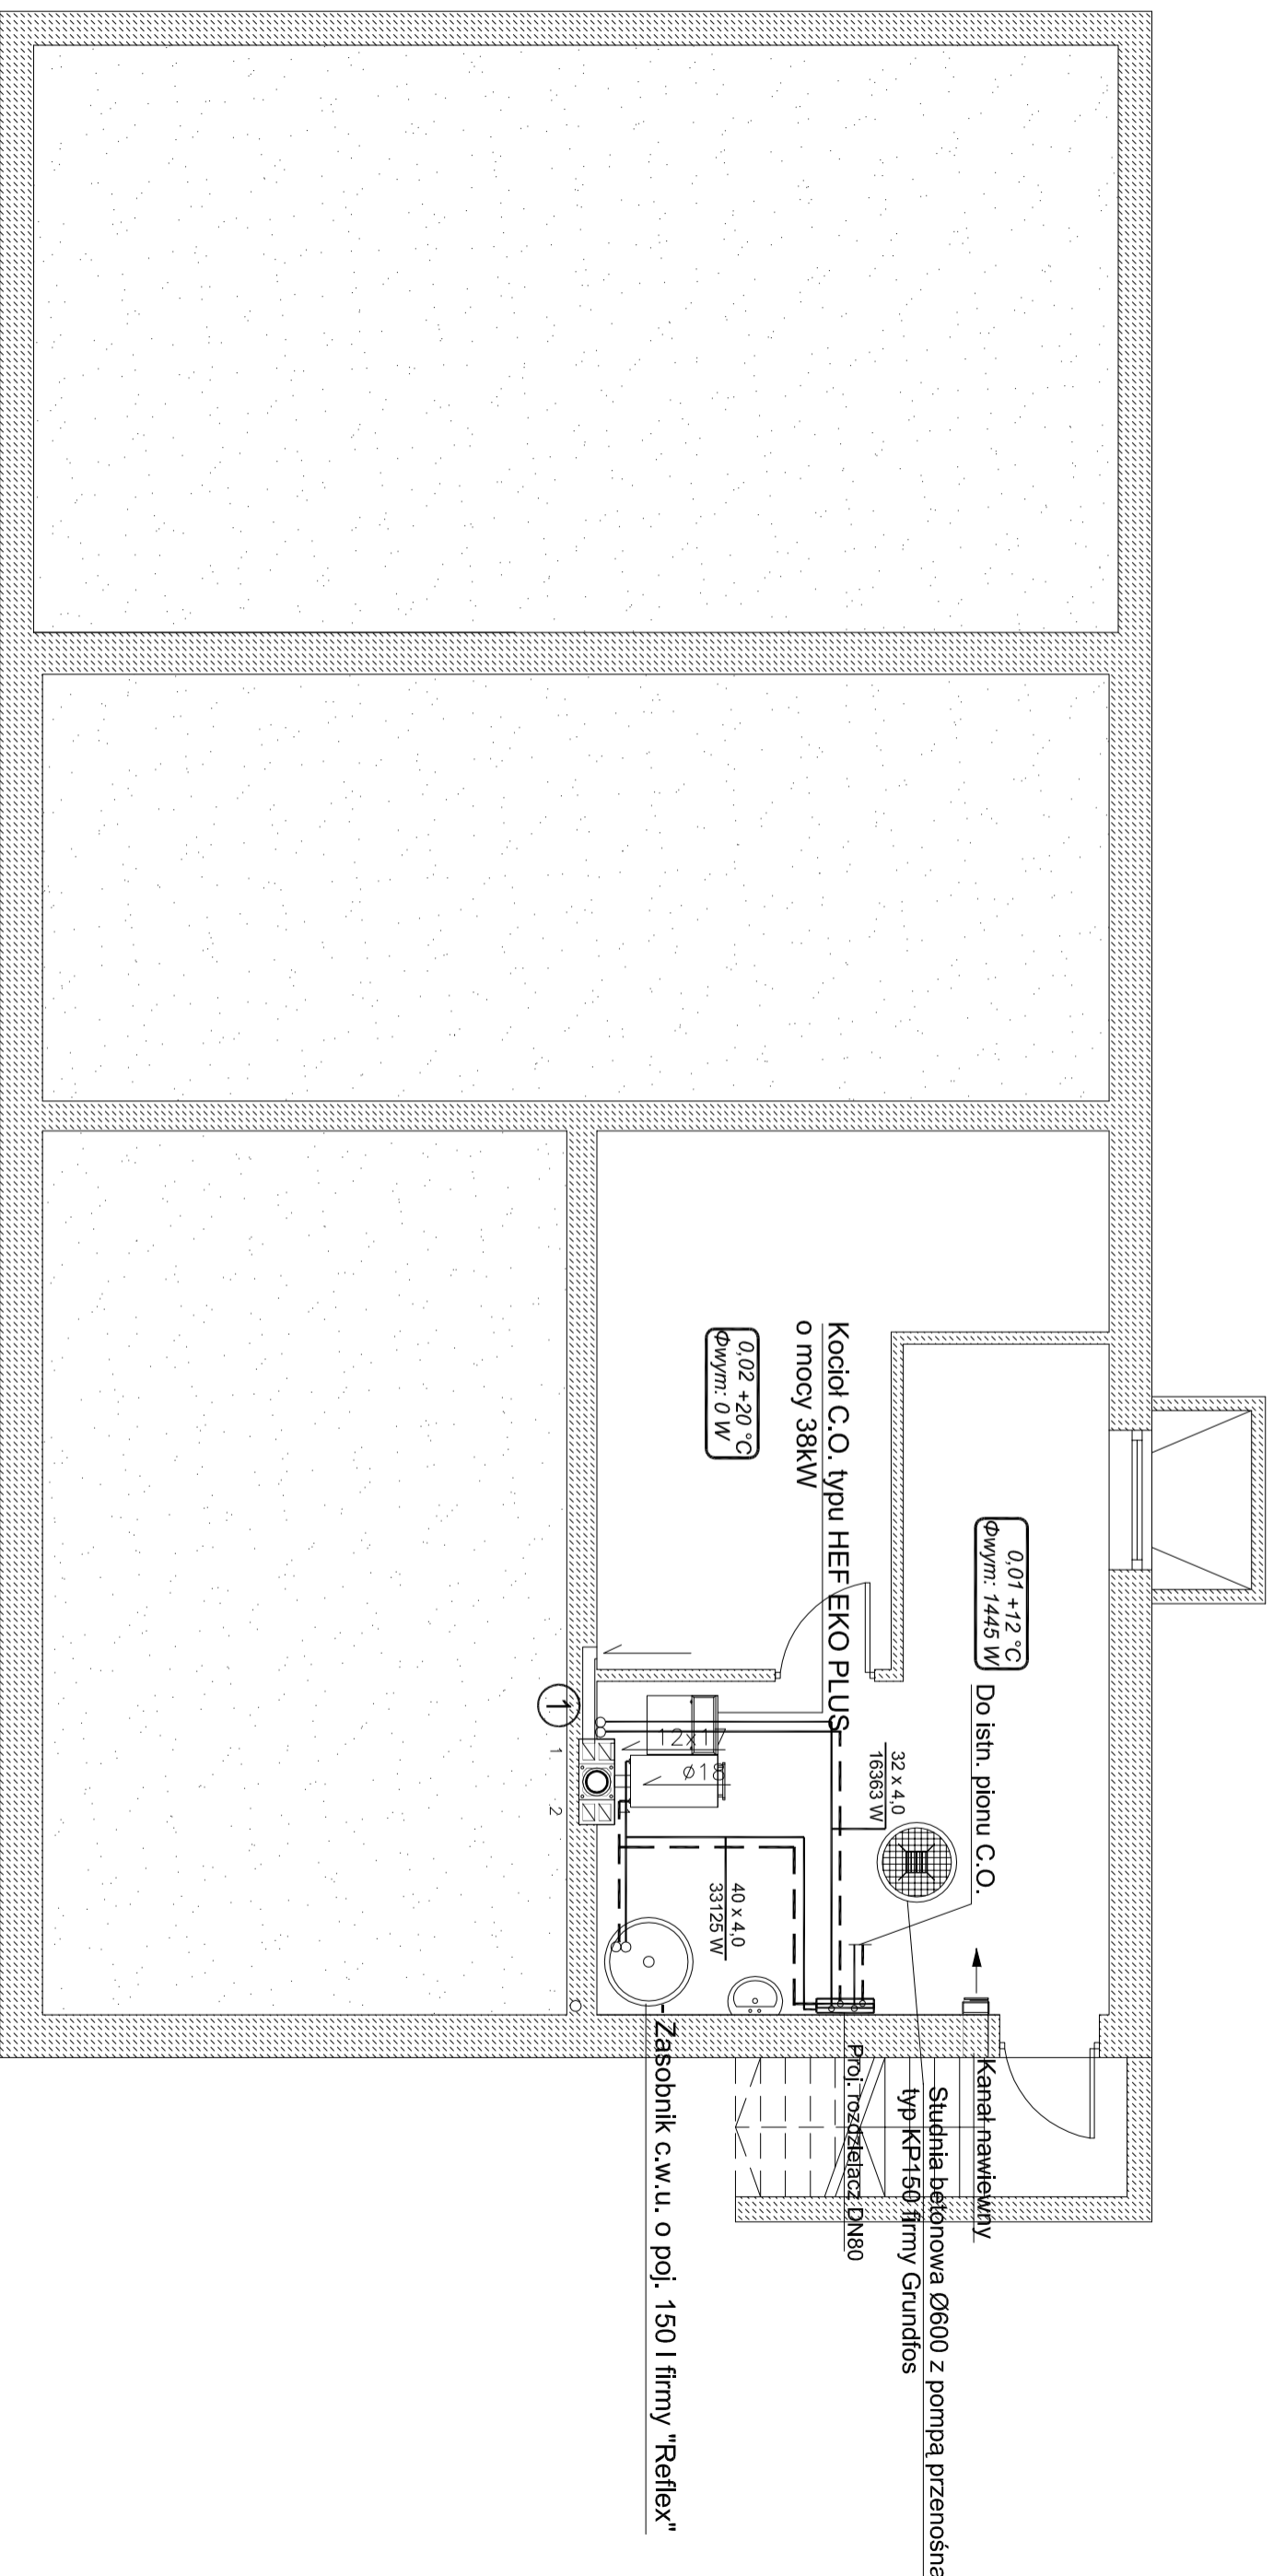 Kocioł C.O. typu HEF EKO PLUS
o mocy 38kW
0,02 +20 °C
Φwym: 0 W
0,01 +12 °C
Φwym: 1445 W
Do istn. pionu C.O.
32 x 4,0
16363 W
12x17
ø18
1
1
2
40 x 4,0
33125 W
Kanał nawiewny
Studnia betonowa Ø600 z pompą przenośną
typ KP150 firmy Grundfos
Proj. rozdzielacz DN80
Zasobnik c.w.u. o poj. 150 l firmy "Reflex"